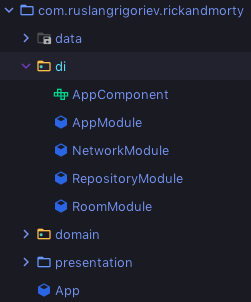 com.ruslangrigoriev.rickandmorty
data
di
AppComponent
AppModule
NetworkModule
RepositoryModule
RoomModule
domain
presentation
App